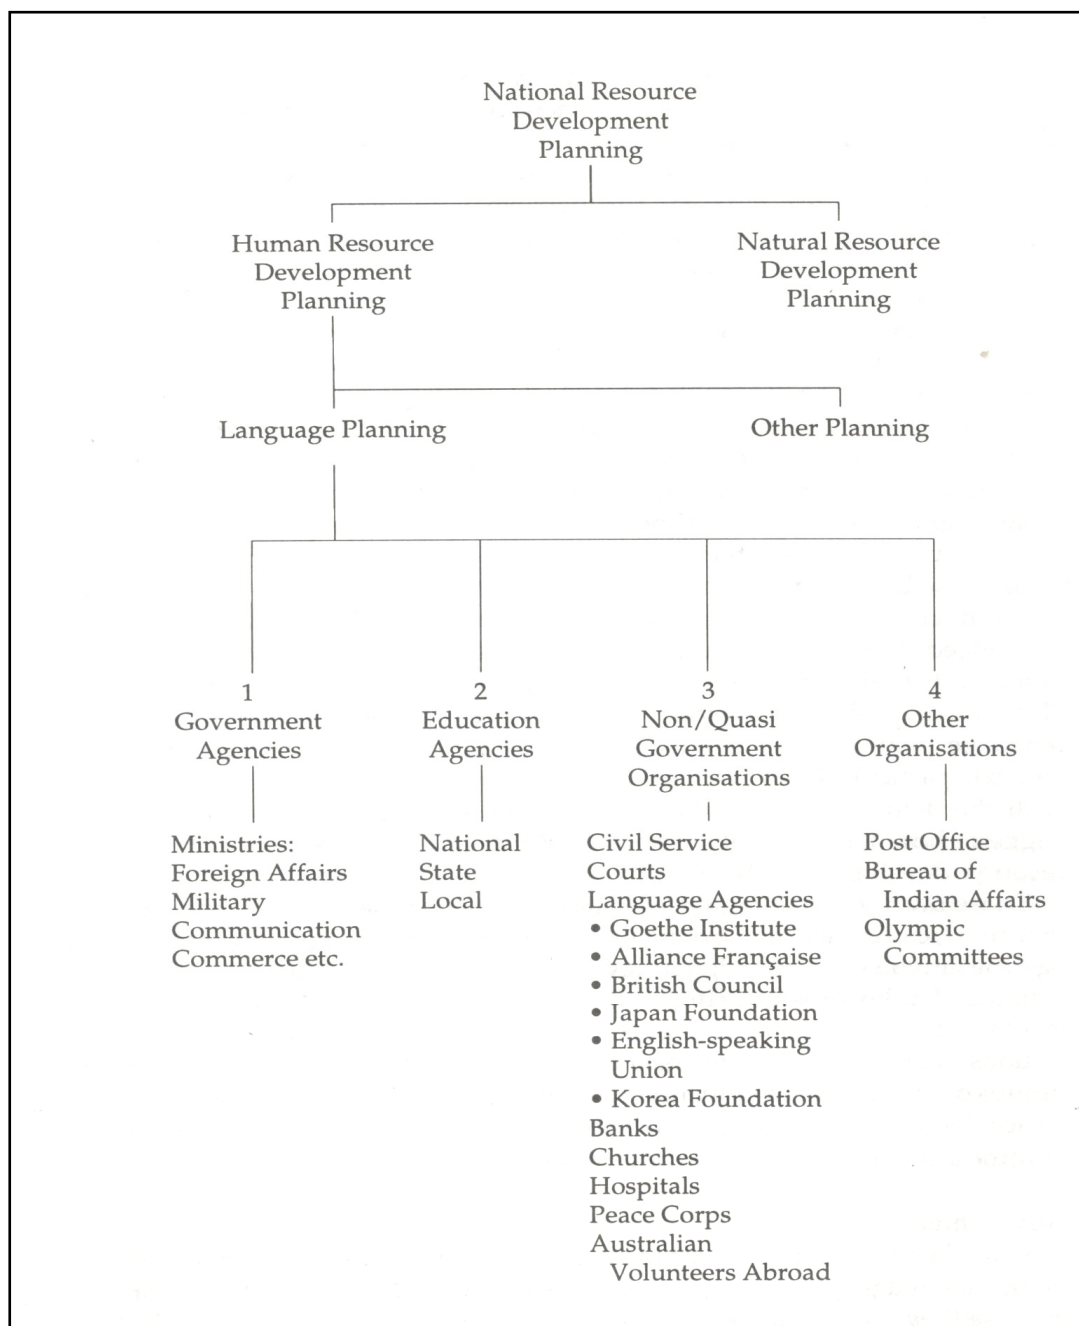 National Resource
Development
Planning
Human Resource
Development
Planning
Natural Resource
Development
Planning
Language Planning
Other Planning
1
Government
Agencies
Ministries:
Foreign Affairs
Military
Communication
Commerce etc.
2
Education
Agencies
National
State
Local
3
Non/Quasi
Government
Organisations
Civil Service
Courts
Language Agencies
• Goethe Institute
• Alliance Française
• British Council
• Japan Foundation
• English-speaking
Union
• Korea Foundation
Banks
Churches
Hospitals
Peace Corps
Australian
Volunteers Abroad
4
Other
Organisations
Post Office
Bureau of
Indian Affairs
Olympic
Committees